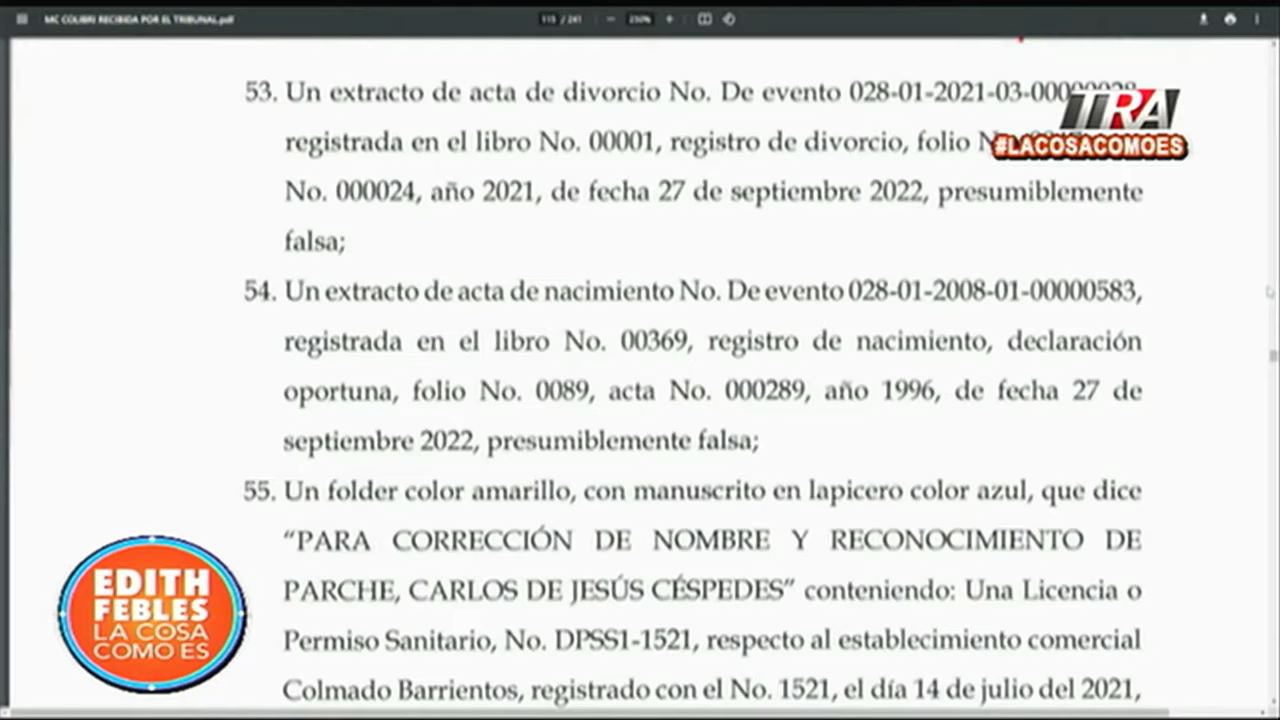 MC COLIBRI RECIBIDA POR EL TRIBUNAL.pdf
115 / 241 — 230% +
53. Un extracto de acta de divorcio No. De evento 028-01-2021-03-00000028,
TRA
registrada en el libro No. 00001, registro de divorcio, folio
#LACOSACOMOES
No. 000024, año 2021, de fecha 27 de septiembre 2022, presumiblemente
falsa;
54. Un extracto de acta de nacimiento No. De evento 028-01-2008-01-00000583,
registrada en el libro No. 00369, registro de nacimiento, declaración
oportuna, folio No. 0089, acta No. 000289, año 1996, de fecha 27 de
septiembre 2022, presumiblemente falsa;
55. Un folder color amarillo, con manuscrito en lapicero color azul, que dice
“PARA CORRECCIÓN DE NOMBRE Y RECONOCIMIENTO DE
PARCHE, CARLOS DE JESÚS CÉSPEDES” conteniendo: Una Licencia o
Permiso Sanitario, No. DPSS1-1521, respecto al establecimiento comercial
Colmado Barrientos, registrado con el No. 1521, el día 14 de julio del 2021,
EDITH
FEBLES
LA COSA
COMO ES